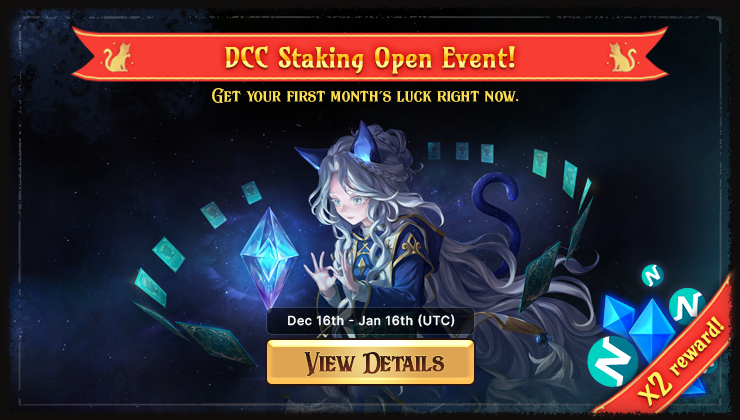 DCC Staking Open Event!
Get your first month's luck right now.
Dec 16th - Jan 16th (UTC)
View Details
x2 reward!